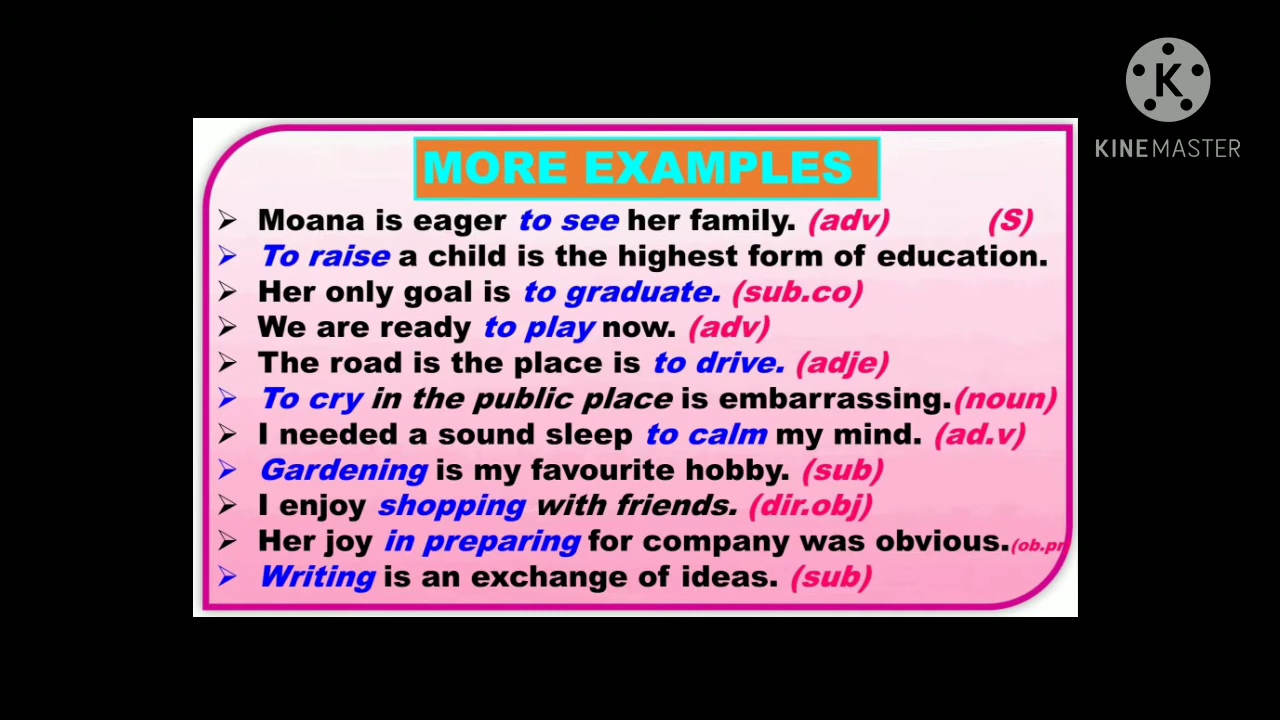 K
KINEMASTER
MORE EXAMPLES
Moana is eager to see her family. (adv) (S)
To raise a child is the highest form of education.
Her only goal is to graduate. (sub.co)
We are ready to play now. (adv)
The road is the place is to drive. (adje)
To cry in the public place is embarrassing.(noun)
I needed a sound sleep to calm my mind. (ad.v)
Gardening is my favourite hobby. (sub)
I enjoy shopping with friends. (dir.obj)
Her joy in preparing for company was obvious.(ob.pr
Writing is an exchange of ideas. (sub)